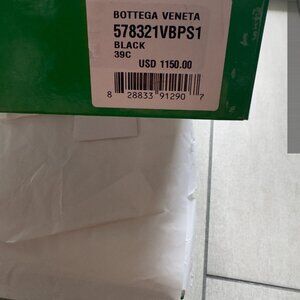 BOTTEGA VENETA
578321VBPS1
BLACK
39C
USD 1150.00
8 28833 91290 7